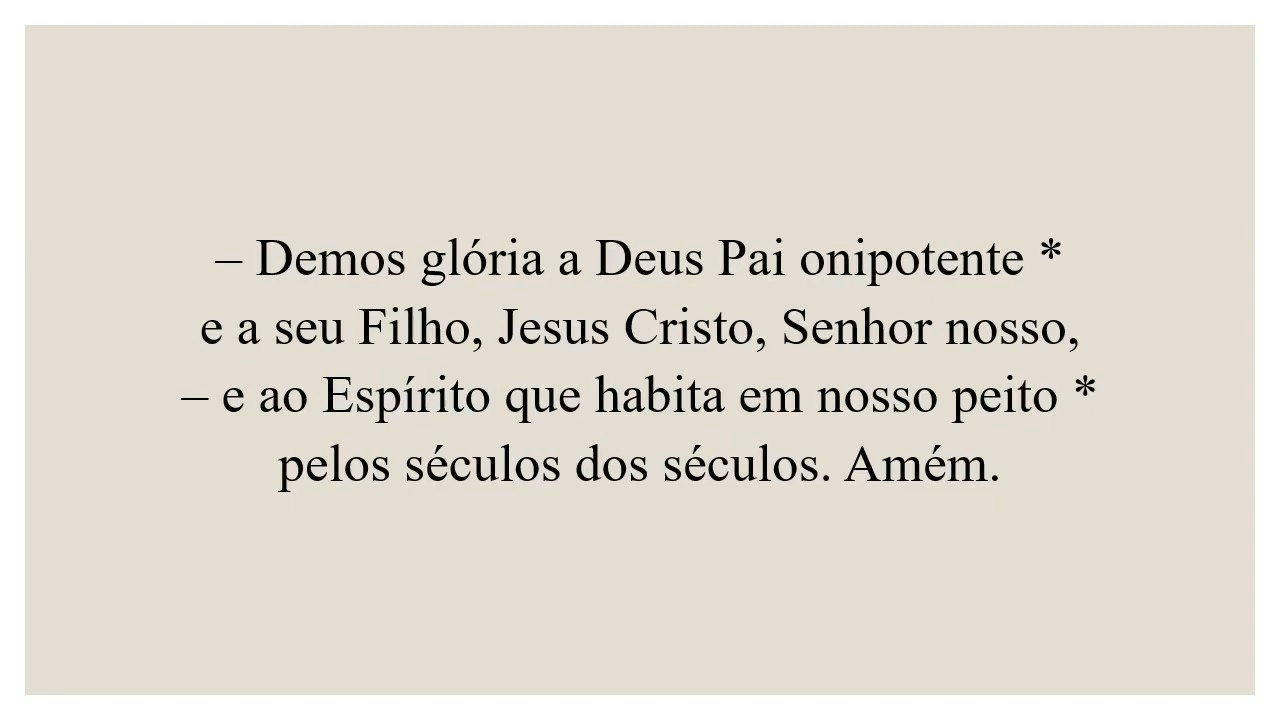 – Demos glória a Deus Pai onipotente *
e a seu Filho, Jesus Cristo, Senhor nosso,
– e ao Espírito que habita em nosso peito *
pelos séculos dos séculos. Amém.